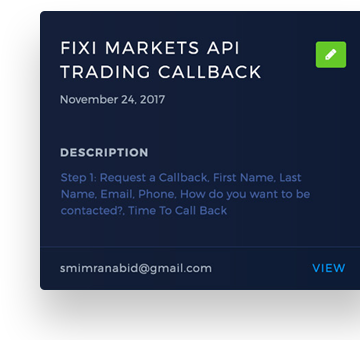 FIXI MARKETS API
TRADING CALLBACK
November 24, 2017
DESCRIPTION
Step 1: Request a Callback, First Name, Last
Name, Email, Phone, How do you want to be
contacted?, Time To Call Back
smimranabid@gmail.com
VIEW